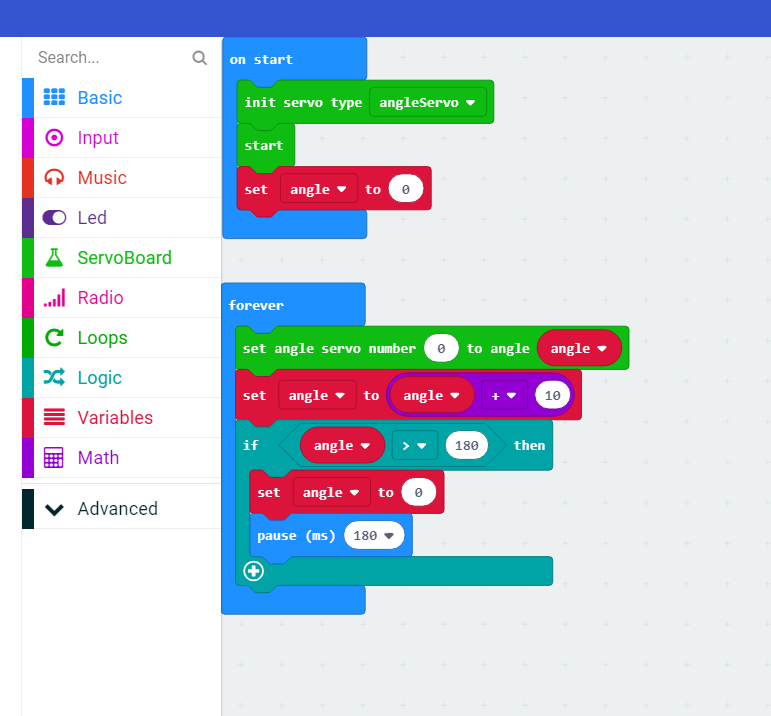 Search...
Basic
Input
Music
Led
ServoBoard
Radio
Loops
Logic
Variables
Math
Advanced
on start
init servo type angleServo
start
set angle to 0
forever
set angle servo number 0 to angle angle
set angle to angle + 10
if angle > 180 then
set angle to 0
pause (ms) 180